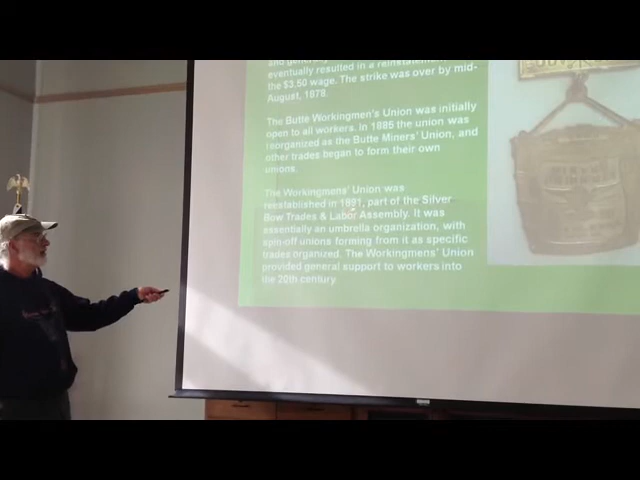 eventually resulted in a reinstatement
the $3.50 wage. The strike was over by mid-
August, 1878.
The Butte Workingmen's Union was initially
open to all workers. In 1885 the union was
reorganized as the Butte Miners' Union, and
other trades began to form their own
unions.
The Workingmens' Union was
reestablished in 1891, part of the Silver
Bow Trades & Labor Assembly. It was
essentially an umbrella organization, with
spin-off unions forming from it as specific
trades organized. The Workingmens' Union
provided general support to workers into
the 20th century.